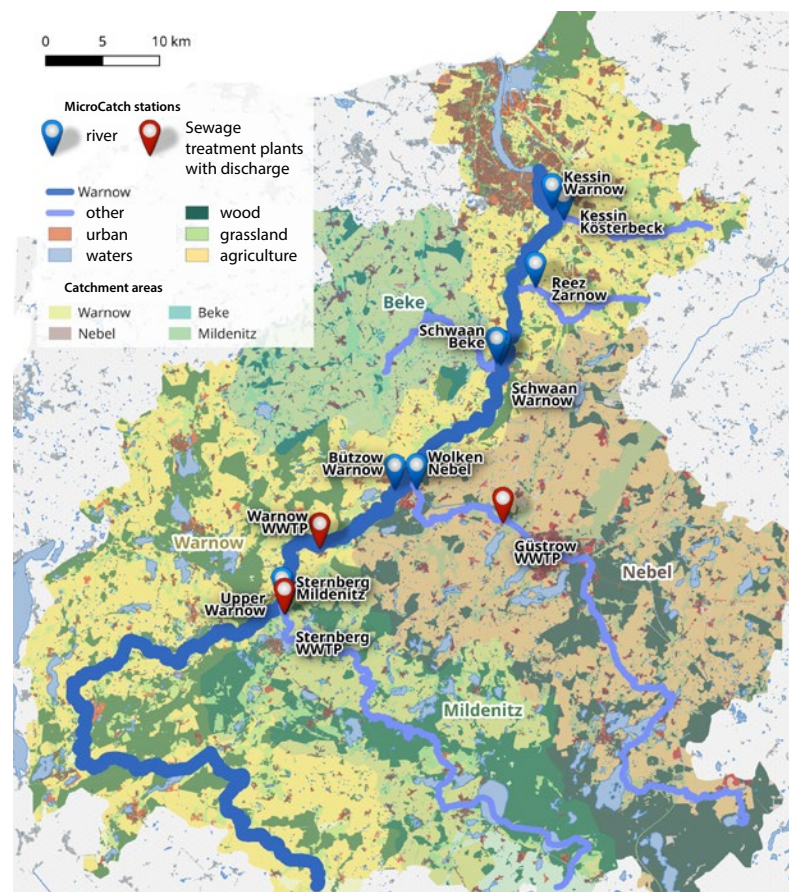 0 5 10 km
MicroCatch stations
river
Sewage
treatment plants
with discharge
Warnow
other
wood
urban
grassland
waters
agriculture
Catchment areas
Warnow
Beke
Nebel
Mildenitz
Kessin
Warnow
Kessin
Kösterbeck
Reez
Zarnow
Beke
Schwaan
Beke
Schwaan
Warnow
Bützow
Warnow
Wolken
Nebel
Warnow
WWTP
Warnow
Güstrow
WWTP
Nebel
Upper
Warnow
Sternberg
Mildenitz
Sternberg
WWTP
Mildenitz